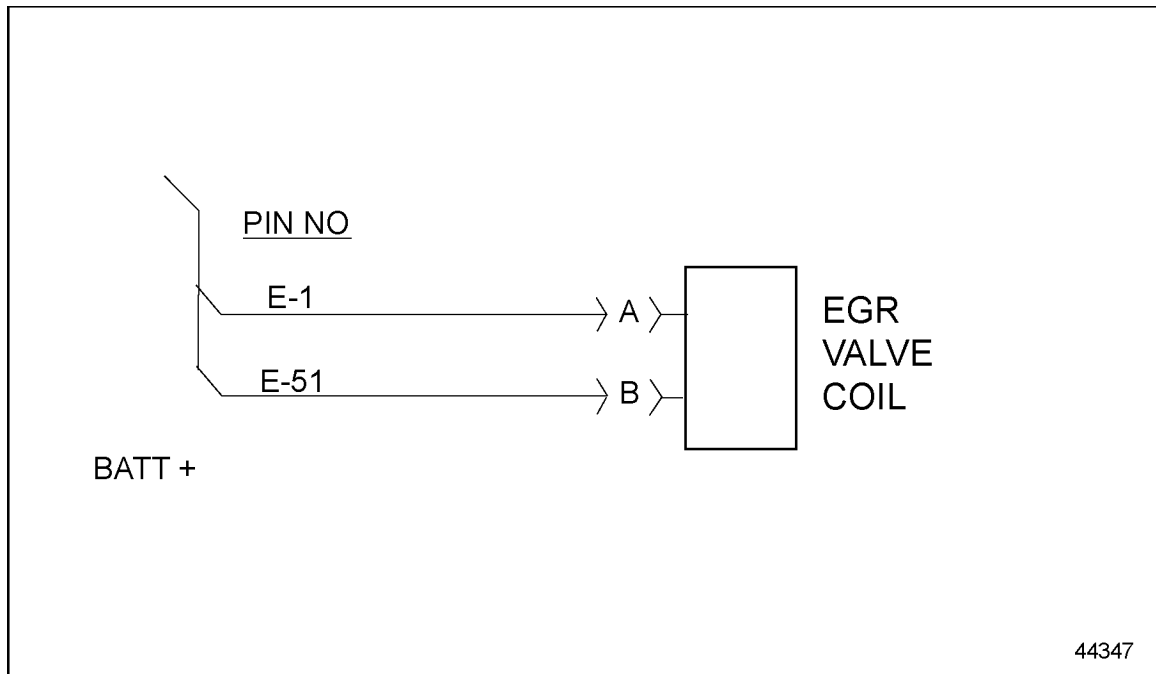 PIN NO
E-1
A
EGR
VALVE
COIL
E-51
B
BATT +
44347